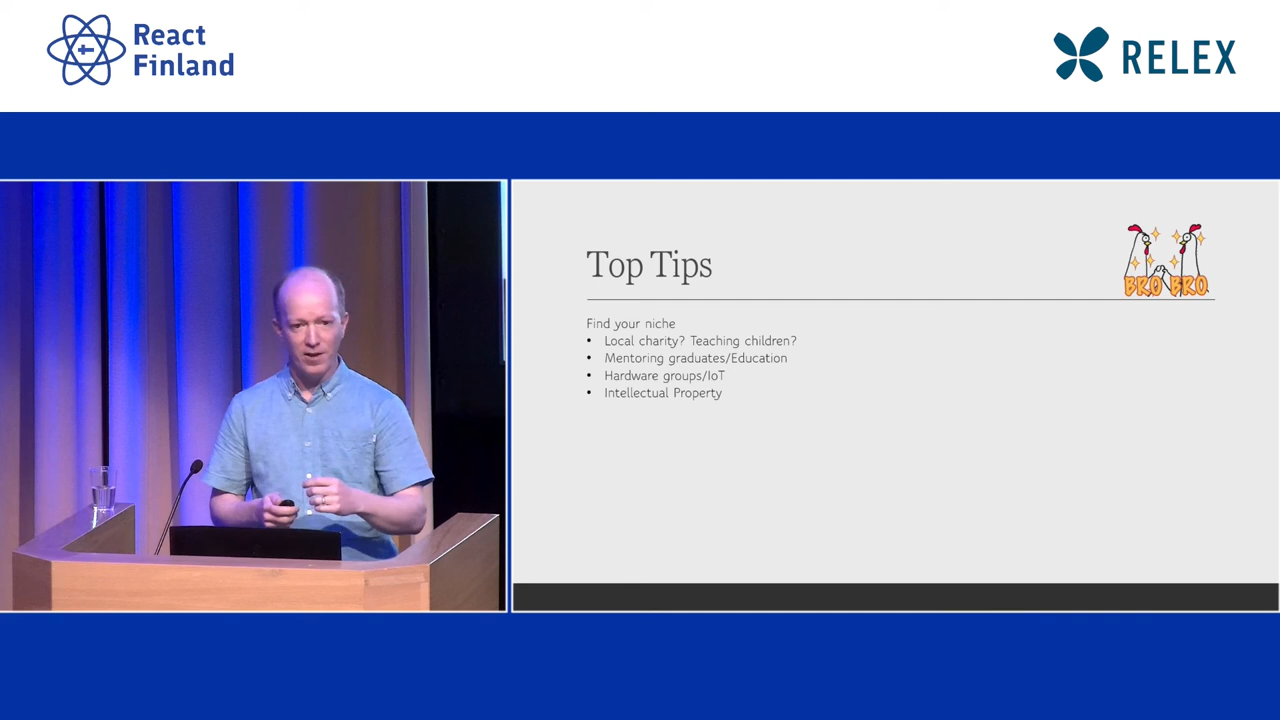 React
Finland
RELEX
Top Tips
BRO BRO
Find your niche
• Local charity? Teaching children?
• Mentoring graduates/Education
• Hardware groups/IoT
• Intellectual Property